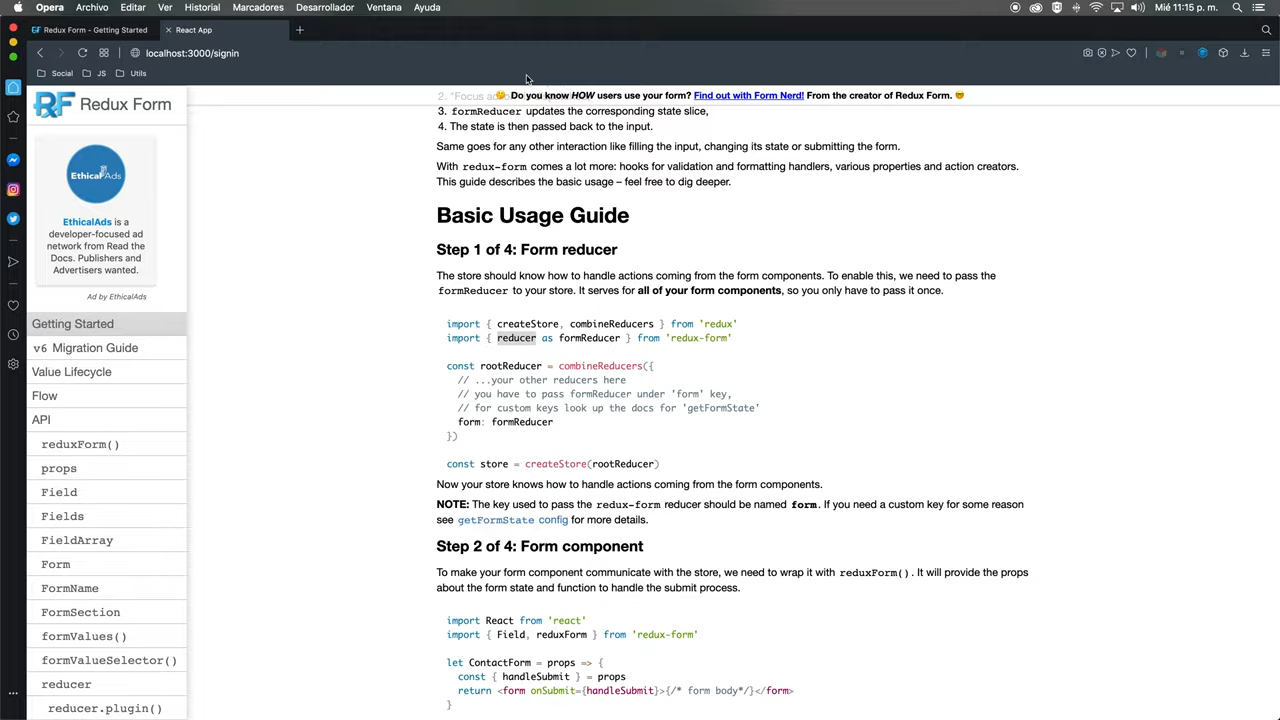 Opera Archivo Editar Ver Historial Marcadores Desarrollador Ventana Ayuda
Mié 11:15 p. m.
Redux Form - Getting Started
React App
localhost:3000/signin
Social JS Utils
RF Redux Form
2. "Focus
🤔 Do you know HOW users use your form? Find out with Form Nerd! From the creator of Redux Form. 🤓
3. formReducer updates the corresponding state slice,
4. The state is then passed back to the input.
Same goes for any other interaction like filling the input, changing its state or submitting the form.
With redux-form comes a lot more: hooks for validation and formatting handlers, various properties and action creators.
This guide describes the basic usage – feel free to dig deeper.
EthicalAds
EthicalAds is a
developer-focused ad
network from Read the
Docs. Publishers and
Advertisers wanted.
Ad by EthicalAds
Getting Started
v6 Migration Guide
Value Lifecycle
Flow
API
reduxForm()
props
Field
Fields
FieldArray
Form
FormName
FormSection
formValues()
formValueSelector()
reducer
reducer.plugin()
Basic Usage Guide
Step 1 of 4: Form reducer
The store should know how to handle actions coming from the form components. To enable this, we need to pass the
formReducer to your store. It serves for all of your form components, so you only have to pass it once.
import { createStore, combineReducers } from 'redux'
import { reducer as formReducer } from 'redux-form'
const rootReducer = combineReducers({
// ...your other reducers here
// you have to pass formReducer under 'form' key,
// for custom keys look up the docs for 'getFormState'
form: formReducer
})
const store = createStore(rootReducer)
Now your store knows how to handle actions coming from the form components.
NOTE: The key used to pass the redux-form reducer should be named form. If you need a custom key for some reason
see getFormState config for more details.
Step 2 of 4: Form component
To make your form component communicate with the store, we need to wrap it with reduxForm(). It will provide the props
about the form state and function to handle the submit process.
import React from 'react'
import { Field, reduxForm } from 'redux-form'
let ContactForm = props => {
const { handleSubmit } = props
return <form onSubmit={handleSubmit}>{/* form body*/}</form>
}